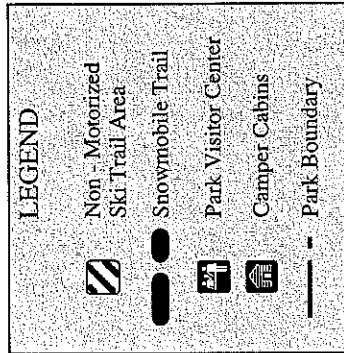 LEGEND
Non - Motorized
Ski Trail Area
Snowmobile Trail
Park Visitor Center
Camper Cabins
Park Boundary